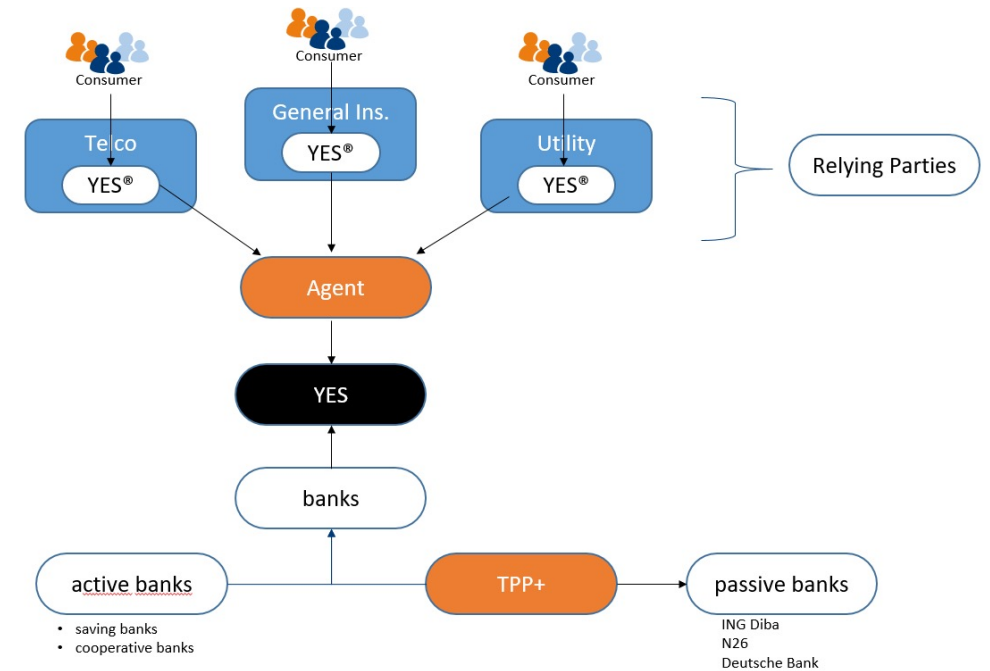 Consumer
Consumer
Consumer
General Ins.
YES®
Telco
YES®
Utility
YES®
Relying Parties
Agent
YES
banks
active banks
TPP+
passive banks
• saving banks
• cooperative banks
ING Diba
N26
Deutsche Bank